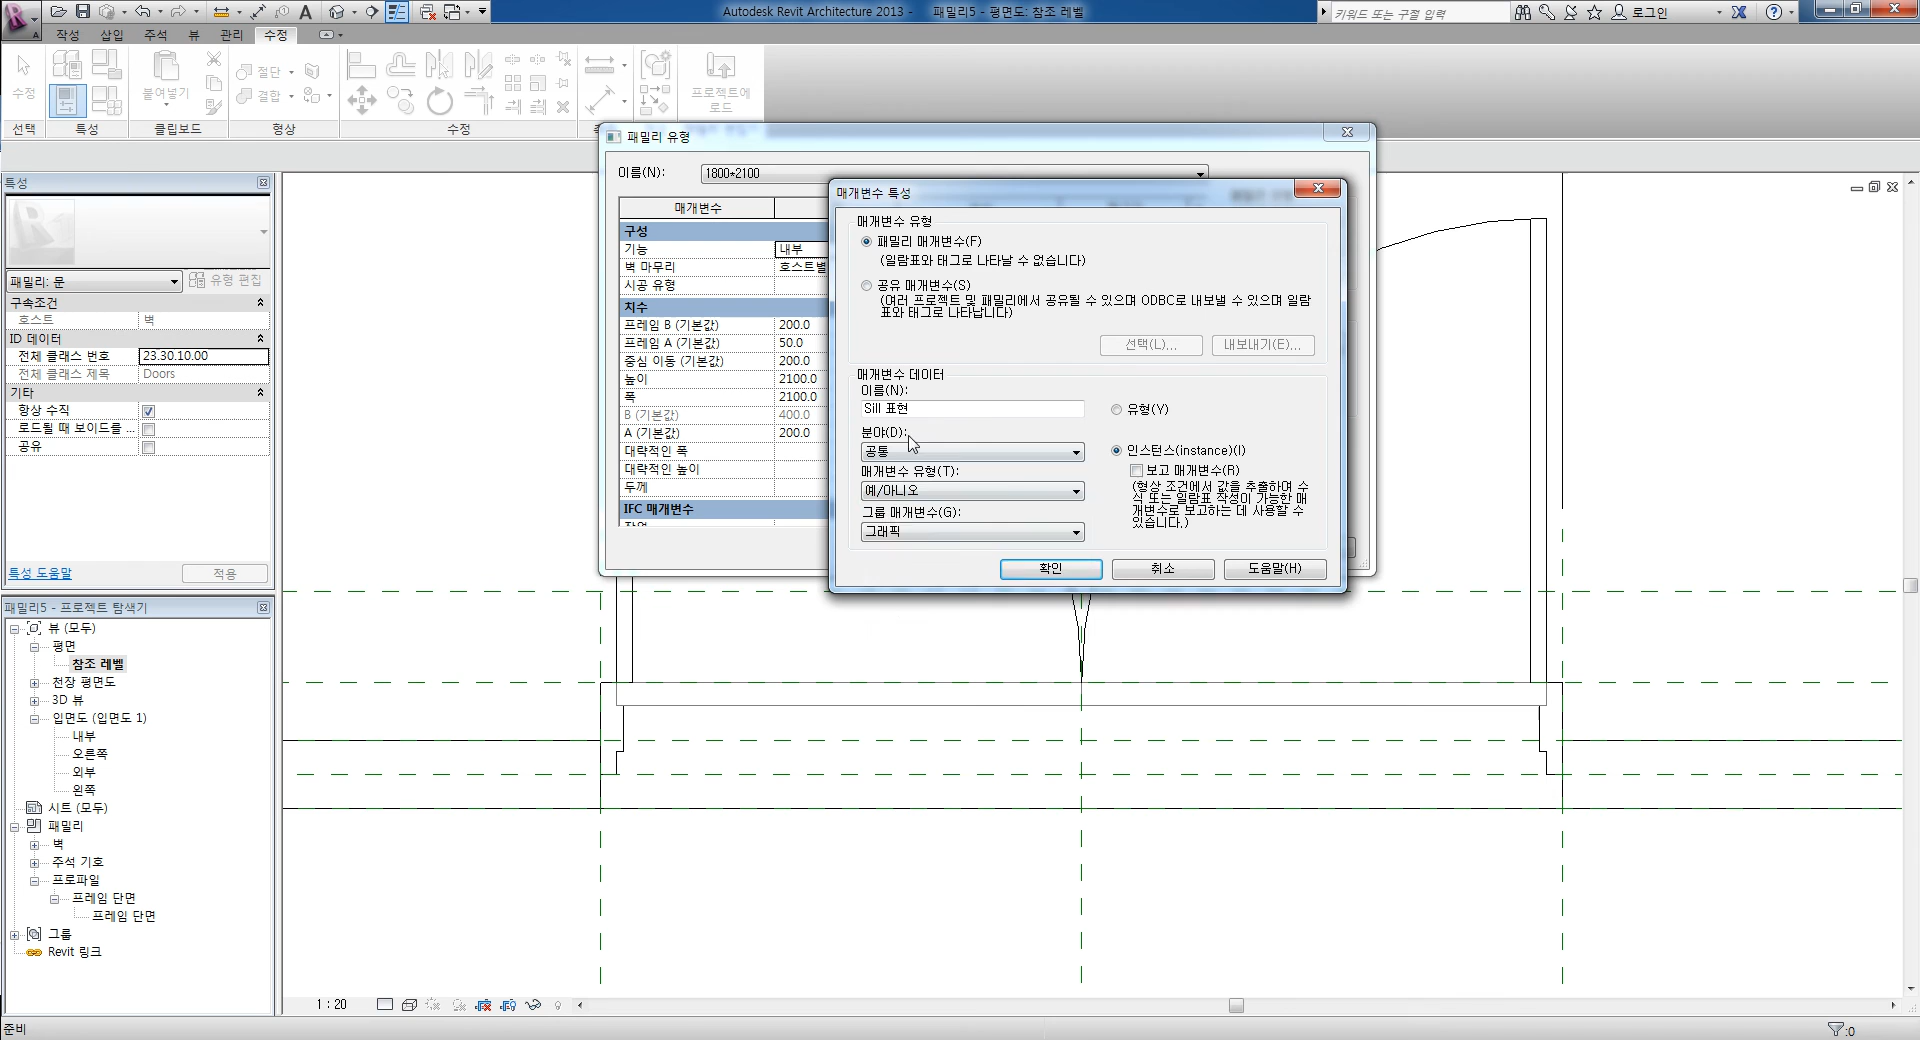 Autodesk Revit Architecture 2013 -    패밀리5 - 평면도: 참조 레벨
키워드 또는 구절 입력
로그인
작성 삽입 주석 뷰 관리 수정
수정
붙여넣기
절단
결합
프로젝트에
로드
선택 특성 클립보드 형상 수정
특성
패밀리: 문
유형 편집
구속조건
호스트 벽
ID 데이터
전체 클래스 번호 23.30.10.00
전체 클래스 제목 Doors
기타
항상 수직
로드될 때 보이드를 ...
공유
특성 도움말
적용
패밀리5 - 프로젝트 탐색기
뷰 (모두)
평면
참조 레벨
천장 평면도
3D 뷰
입면도 (입면도 1)
내부
오른쪽
외부
왼쪽
시트 (모두)
패밀리
벽
주석 기호
프로파일
프레임 단면
프레임 단면
그룹
Revit 링크
패밀리 유형
이름(N): 1800*2100
매개변수
구성
기능 내부
벽 마무리 호스트별
시공 유형
치수
프레임 B (기본값) 200.0
프레임 A (기본값) 50.0
중심 이동 (기본값) 200.0
높이 2100.0
폭 2100.0
B (기본값) 400.0
A (기본값) 200.0
대략적인 폭
대략적인 높이
두께
IFC 매개변수
매개변수 특성
매개변수 유형
패밀리 매개변수(F)
(일람표와 태그로 나타날 수 없습니다)
공유 매개변수(S)
(여러 프로젝트 및 패밀리에서 공유될 수 있으며 ODBC로 내보낼 수 있으며 일람
표와 태그로 나타납니다)
선택(L)... 내보내기(E)...
매개변수 데이터
이름(N):
Sill 표현
유형(Y)
분야(D):
공통
인스턴스(instance)(I)
매개변수 유형(T):
보고 매개변수(R)
예/아니오
(형상 조건에서 값을 추출하여 수
식 또는 일람표 작성이 가능한 매
개변수로 보고하는 데 사용할 수
있습니다.)
그룹 매개변수(G):
그래픽
확인 취소 도움말(H)
1 : 20
준비
:0